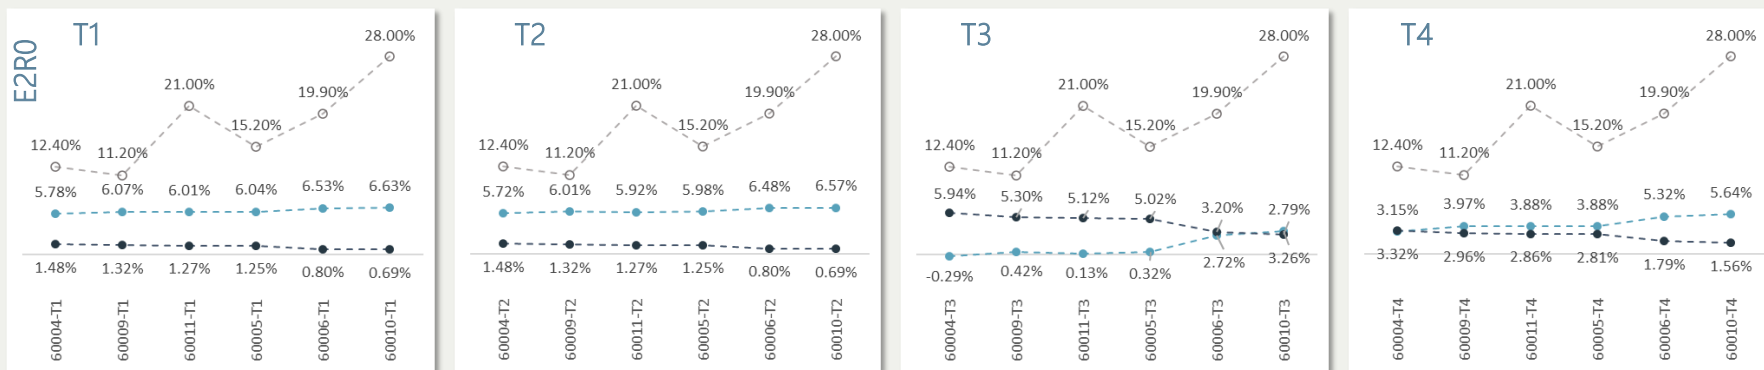 E2R0
T1
28.00%
21.00%
19.90%
15.20%
12.40%
11.20%
5.78% 6.07% 6.01% 6.04% 6.53% 6.63%
1.48% 1.32% 1.27% 1.25% 0.80% 0.69%
60004-T1 60009-T1 60011-T1 60005-T1 60006-T1 60010-T1
T2
28.00%
21.00%
19.90%
15.20%
12.40%
11.20%
5.72% 6.01% 5.92% 5.98% 6.48% 6.57%
1.48% 1.32% 1.27% 1.25% 0.80% 0.69%
60004-T2 60009-T2 60011-T2 60005-T2 60006-T2 60010-T2
T3
28.00%
21.00%
19.90%
15.20%
12.40%
11.20%
5.94% 5.30% 5.12% 5.02% 3.20% 2.79%
-0.29% 0.42% 0.13% 0.32% 2.72% 3.26%
60004-T3 60009-T3 60011-T3 60005-T3 60006-T3 60010-T3
T4
28.00%
21.00%
19.90%
15.20%
12.40%
11.20%
3.15% 3.97% 3.88% 3.88% 5.32% 5.64%
3.32% 2.96% 2.86% 2.81% 1.79% 1.56%
60004-T4 60009-T4 60011-T4 60005-T4 60006-T4 60010-T4